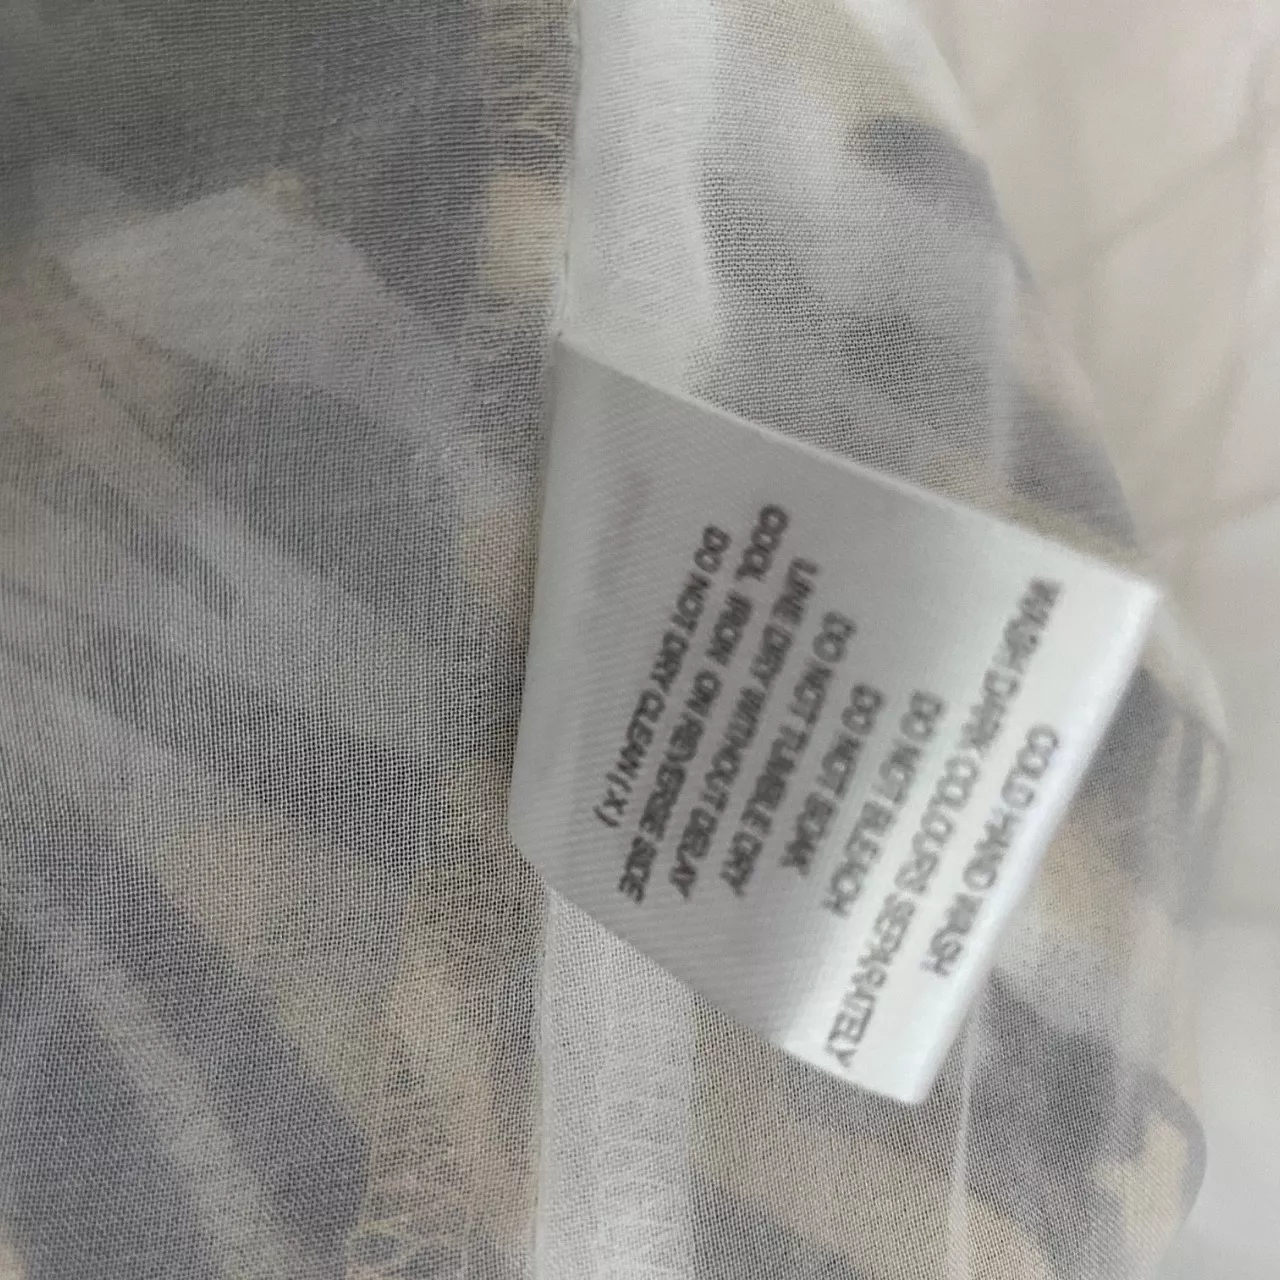 COLD HAND WASH
WASH DARK COLOURS SEPARATELY
DO NOT BLEACH
DO NOT SOAK
DO NOT TUMBLE DRY
LINE DRY WITHOUT DELAY
COOL IRON ON REVERSE SIDE
DO NOT DRY CLEAN (X)